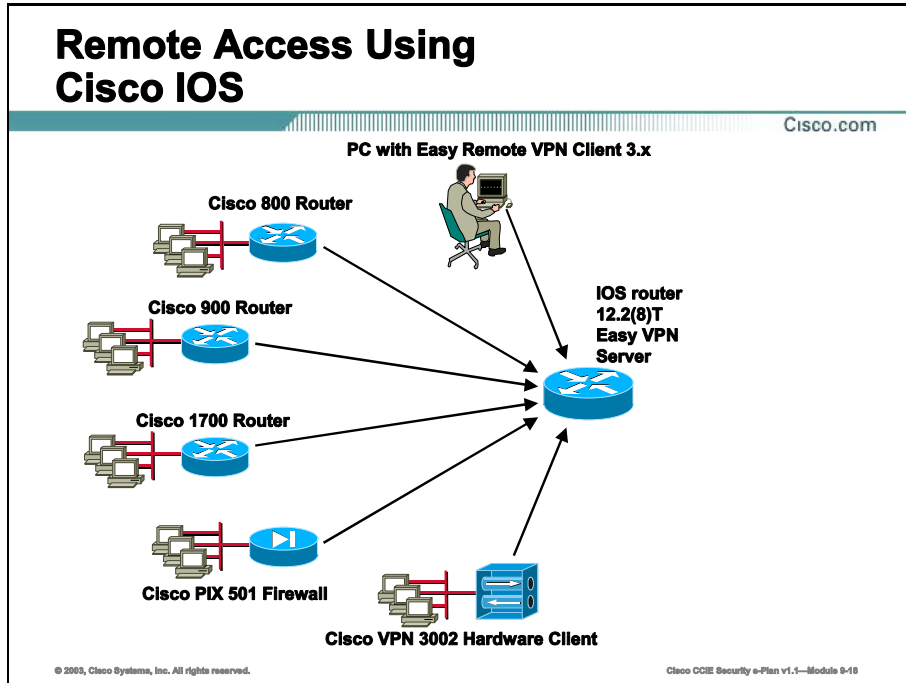 Remote Access Using
Cisco IOS
Cisco.com
PC with Easy Remote VPN Client 3.x
Cisco 800 Router
IOS router
12.2(8)T
Easy VPN
Server
Cisco 900 Router
Cisco 1700 Router
Cisco PIX 501 Firewall
Cisco VPN 3002 Hardware Client
© 2003, Cisco Systems, Inc. All rights reserved.
Cisco CCIE Security e-Plan v1.1—Module 9-18